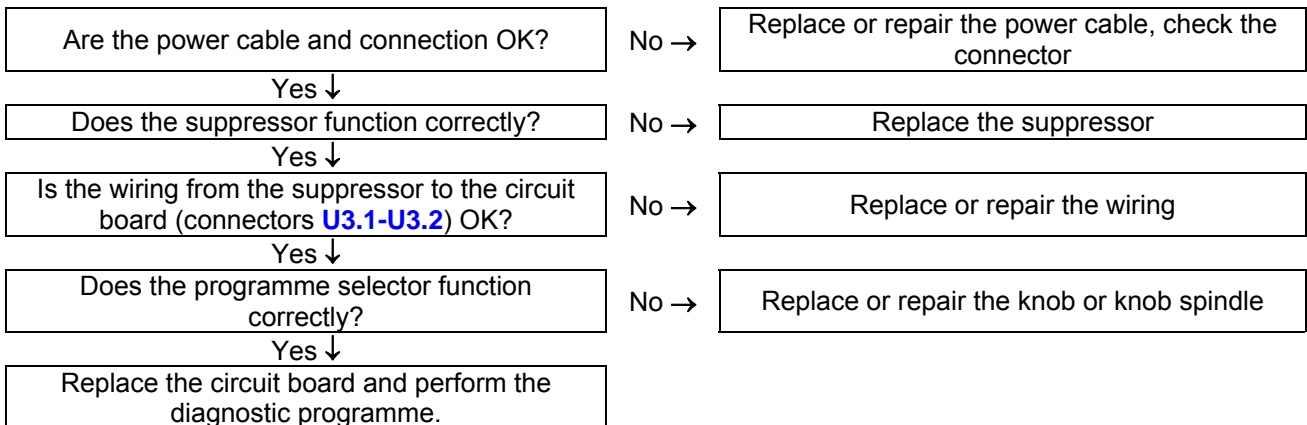 Are the power cable and connection OK?
No →
Replace or repair the power cable, check the
connector
Yes ↓
Does the suppressor function correctly?
No →
Replace the suppressor
Yes ↓
Is the wiring from the suppressor to the circuit
board (connectors U3.1-U3.2) OK?
No →
Replace or repair the wiring
Yes ↓
Does the programme selector function
correctly?
No →
Replace or repair the knob or knob spindle
Yes ↓
Replace the circuit board and perform the
diagnostic programme.